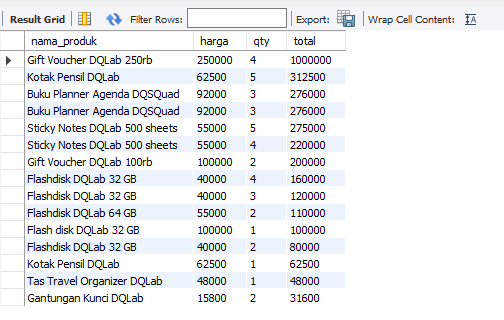 Result Grid Filter Rows: Export: Wrap Cell Content:
nama_produk harga qty total
Gift Voucher DQLab 250rb 250000 4 1000000
Kotak Pensil DQLab 62500 5 312500
Buku Planner Agenda DQSQuad 92000 3 276000
Buku Planner Agenda DQSQuad 92000 3 276000
Sticky Notes DQLab 500 sheets 55000 5 275000
Sticky Notes DQLab 500 sheets 55000 4 220000
Gift Voucher DQLab 100rb 100000 2 200000
Flashdisk DQLab 32 GB 40000 4 160000
Flashdisk DQLab 32 GB 40000 3 120000
Flashdisk DQLab 64 GB 55000 2 110000
Flash disk DQLab 32 GB 100000 1 100000
Flashdisk DQLab 32 GB 40000 2 80000
Kotak Pensil DQLab 62500 1 62500
Tas Travel Organizer DQLab 48000 1 48000
Gantungan Kunci DQLab 15800 2 31600